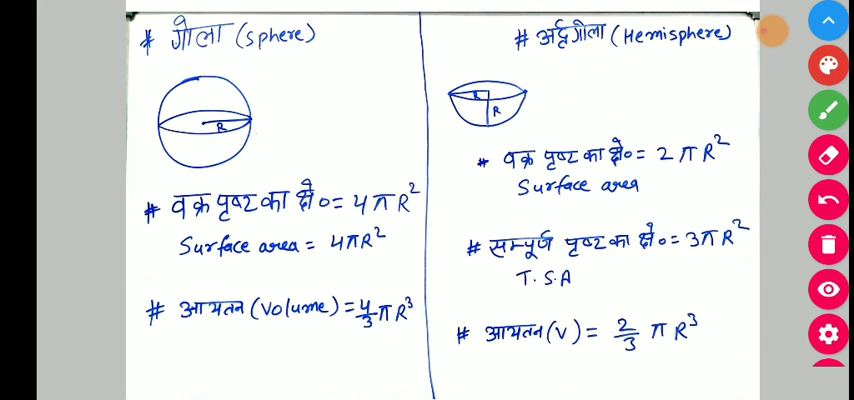 # गोला (Sphere)
R
# वक्र पृष्ट का क्षे० = 4πR²
Surface area = 4πR²
# आयतन (Volume) = 4/3 πR³
# अर्द्वगोला (Hemisphere)
R
R
* वक्र पृष्ट का क्षे० = 2πR²
Surface area
# सम्पूर्ण पृष्ट का क्षे० = 3πR²
T.S.A
# आयतन (V) = 2/3 πR³